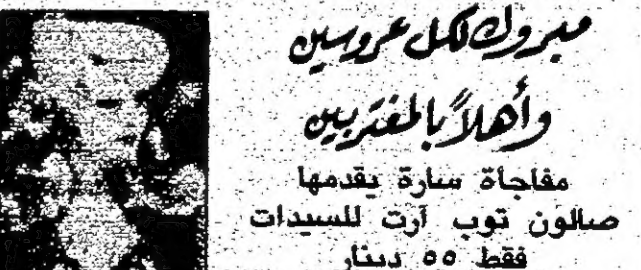 مبروك لكل عروسين
وأهلاً بالمغتربين
مفاجأة سارة يقدمها
صالون توب آرت للسيدات
فقط ٥٥ دينار